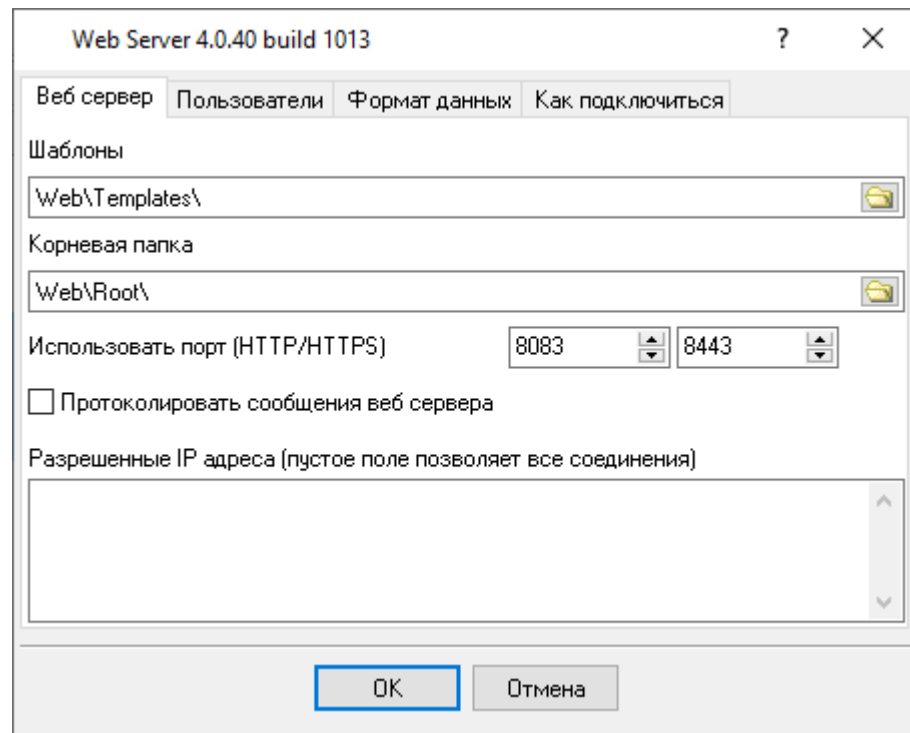 Web Server 4.0.40 build 1013 ?
Веб сервер Пользователи Формат данных Как подключиться
Шаблоны
Web\Templates\
Корневая папка
Web\Root\
Использовать порт (HTTP/HTTPS) 8083 8443
Протоколировать сообщения веб сервера
Разрешенные IP адреса (пустое поле позволяет все соединения)
OK Отмена